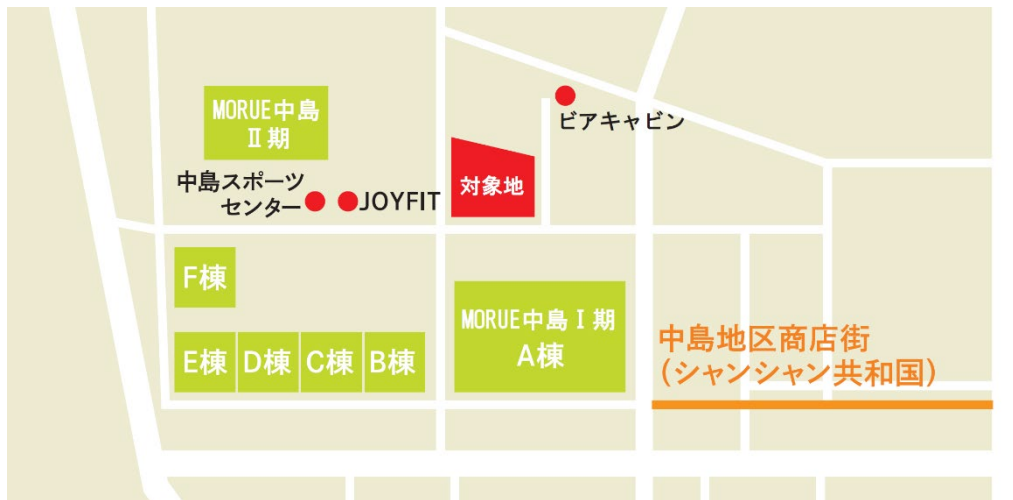 MORUE中島
Ⅱ期
ビアキャビン
中島スポーツ
センター
JOYFIT
対象地
F棟
MORUE中島Ⅰ期
A棟
E棟
D棟
C棟
B棟
中島地区商店街
(シャンシャン共和国)